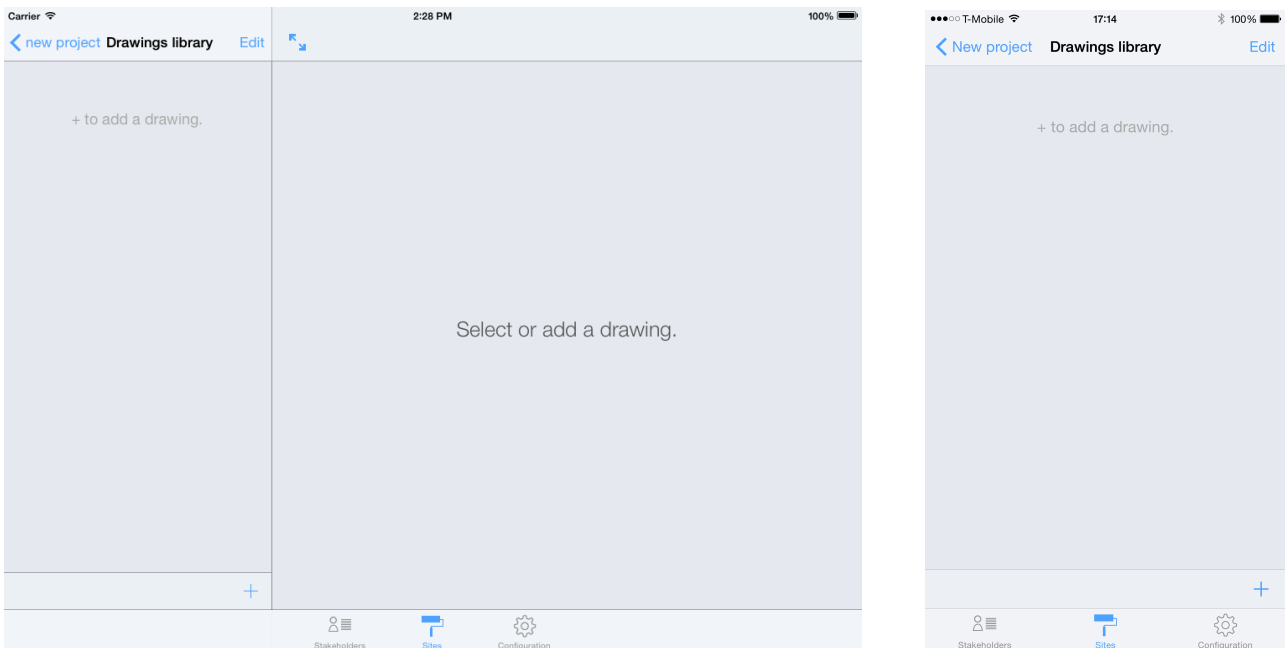 Carrier 2:28 PM 100%
new project Drawings library Edit
+ to add a drawing.
Select or add a drawing.
+
Stakeholders Sites Configuration
T-Mobile 17:14 100%
New project Drawings library Edit
+ to add a drawing.
+
Stakeholders Sites Configuration